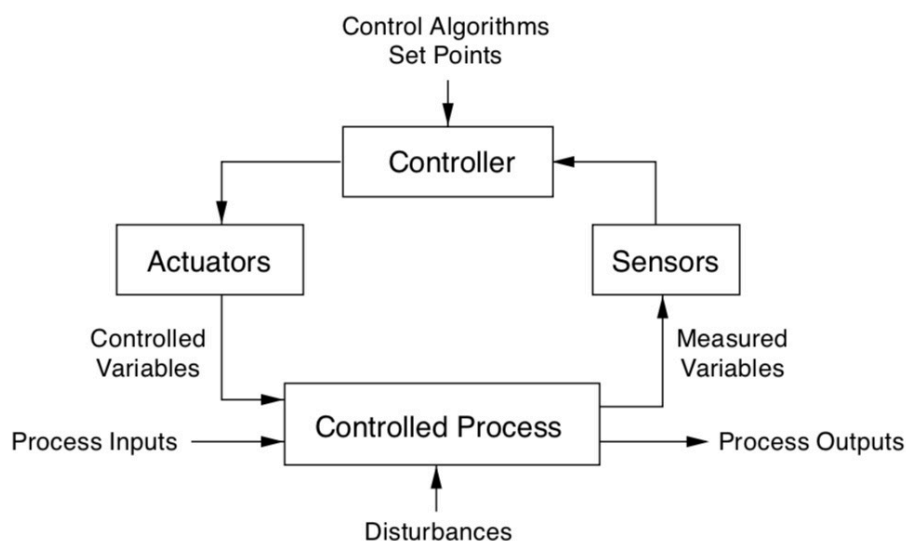 Control Algorithms
Set Points
Controller
Actuators
Sensors
Controlled
Variables
Measured
Variables
Controlled Process
Process Inputs
Process Outputs
Disturbances